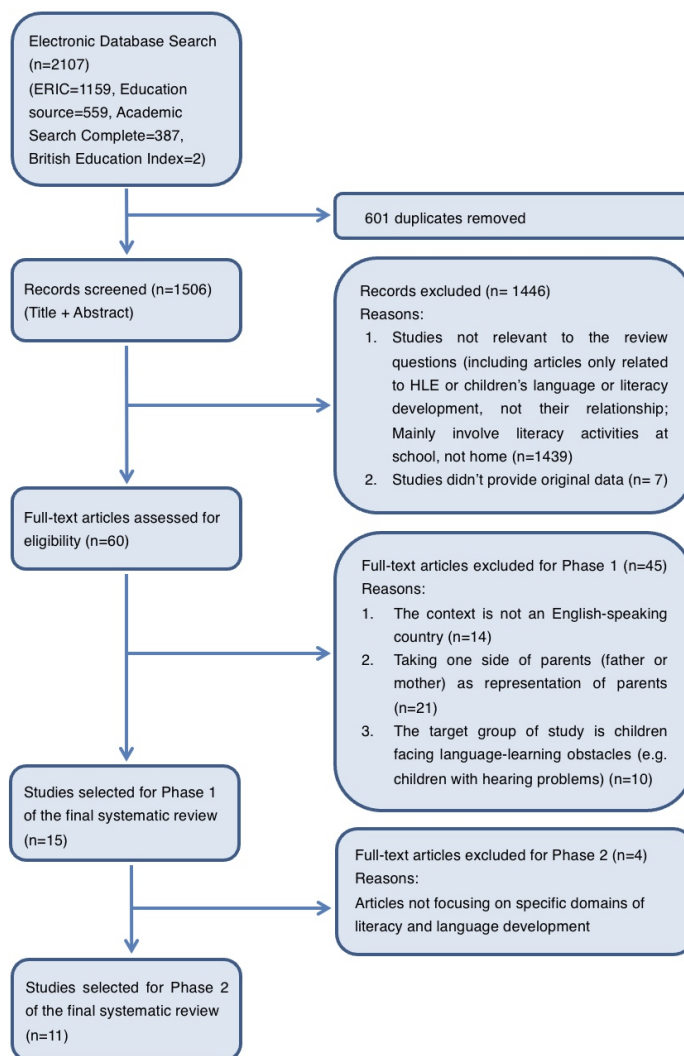 Electronic Database Search
(n=2107)
(ERIC=1159, Education
source=559, Academic
Search Complete=387,
British Education Index=2)
601 duplicates removed
Records screened (n=1506)
(Title + Abstract)
Records excluded (n= 1446)
Reasons:
1. Studies not relevant to the review
questions (including articles only related
to HLE or children's language or literacy
development, not their relationship;
Mainly involve literacy activities at
school, not home (n=1439)
2. Studies didn't provide original data (n= 7)
Full-text articles assessed for
eligibility (n=60)
Full-text articles excluded for Phase 1 (n=45)
Reasons:
1. The context is not an English-speaking
country (n=14)
2. Taking one side of parents (father or
mother) as representation of parents
(n=21)
3. The target group of study is children
facing language-learning obstacles (e.g.
children with hearing problems) (n=10)
Studies selected for Phase 1
of the final systematic review
(n=15)
Full-text articles excluded for Phase 2 (n=4)
Reasons:
Articles not focusing on specific domains of
literacy and language development
Studies selected for Phase 2
of the final systematic review
(n=11)